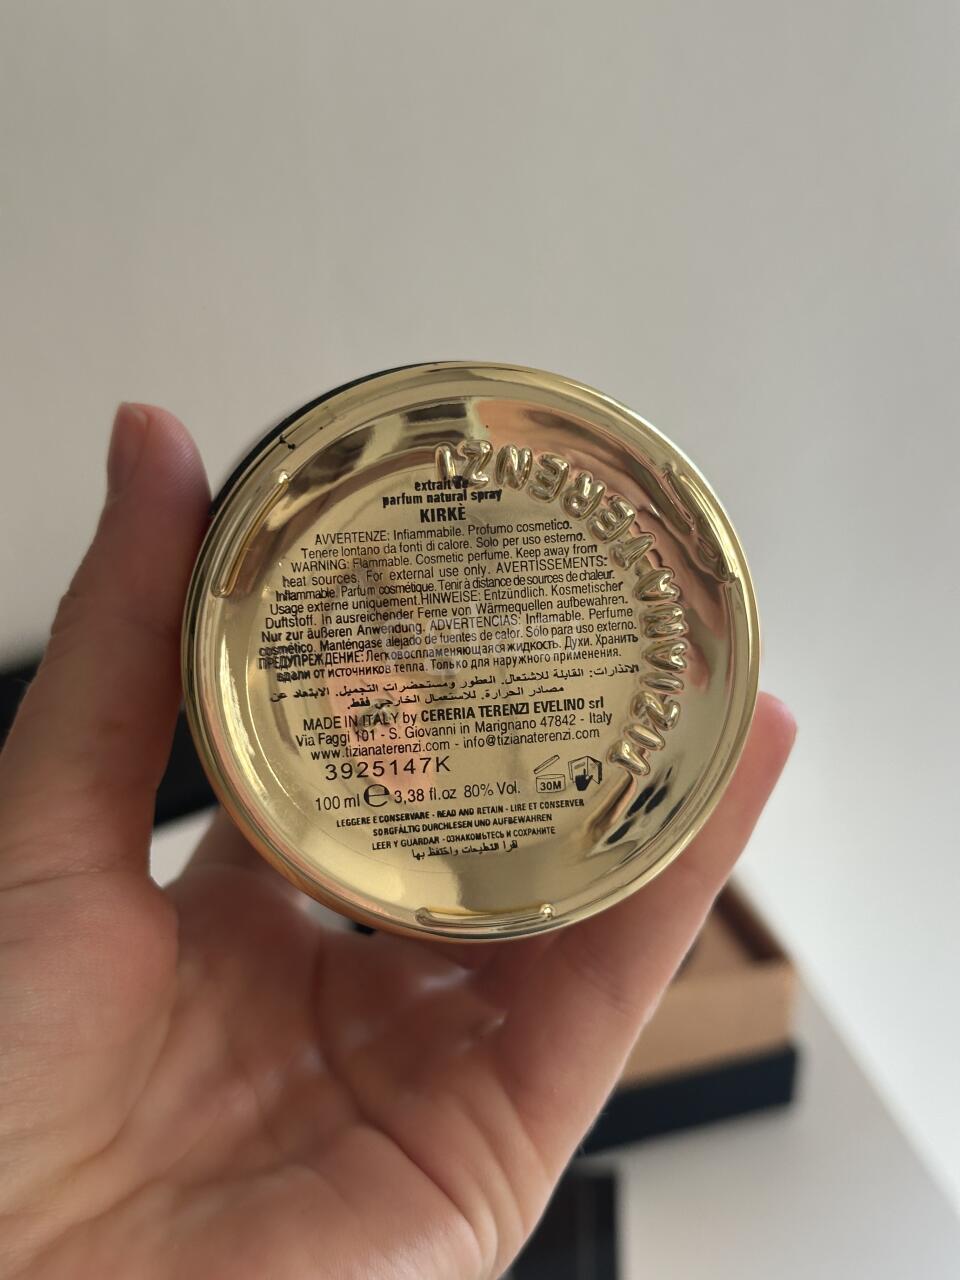 TIZIANA TERENZI
extrait de
parfum natural spray
KIRKÈ
AVVERTENZE: Infiammabile. Profumo cosmetico.
Tenere lontano da fonti di calore. Solo per uso esterno.
WARNING: Flammable. Cosmetic perfume. Keep away from
heat sources. For external use only. AVERTISSEMENTS:
Inflammable. Parfum cosmétique. Tenir à distance de sources de chaleur.
Usage externe uniquement. HINWEISE: Entzündlich. Kosmetischer
Duftstoff. In ausreichender Ferne von Wärmequellen aufbewahren.
Nur zur äußeren Anwendung. ADVERTENCIAS: Inflamable. Perfume
cosmético. Manténgase alejado de fuentes de calor. Sólo para uso externo.
ПРЕДУПРЕЖДЕНИЕ: Легковоспламеняющаяся жидкость. Духи. Хранить
вдали от источников тепла. Только для наружного применения.
الانذارات: القابلة للاشتعال. العطور ومستحضرات التجميل. الابتعاد عن
مصادر الحرارة. للاستعمال الخارجي فقط.
MADE IN ITALY by CERERIA TERENZI EVELINO srl
Via Faggi 101 - S. Giovanni in Marignano 47842 - Italy
www.tizianaterenzi.com - info@tizianaterenzi.com
3925147K
100 ml e 3,38 fl.oz 80% Vol.
30M
LEGGERE E CONSERVARE - READ AND RETAIN - LIRE ET CONSERVER
SORGFÄLTIG DURCHLESEN UND AUFBEWAHREN
LEER Y GUARDAR - ОЗНАКОМЬТЕСЬ И СОХРАНИТЕ
واحتفظ بها